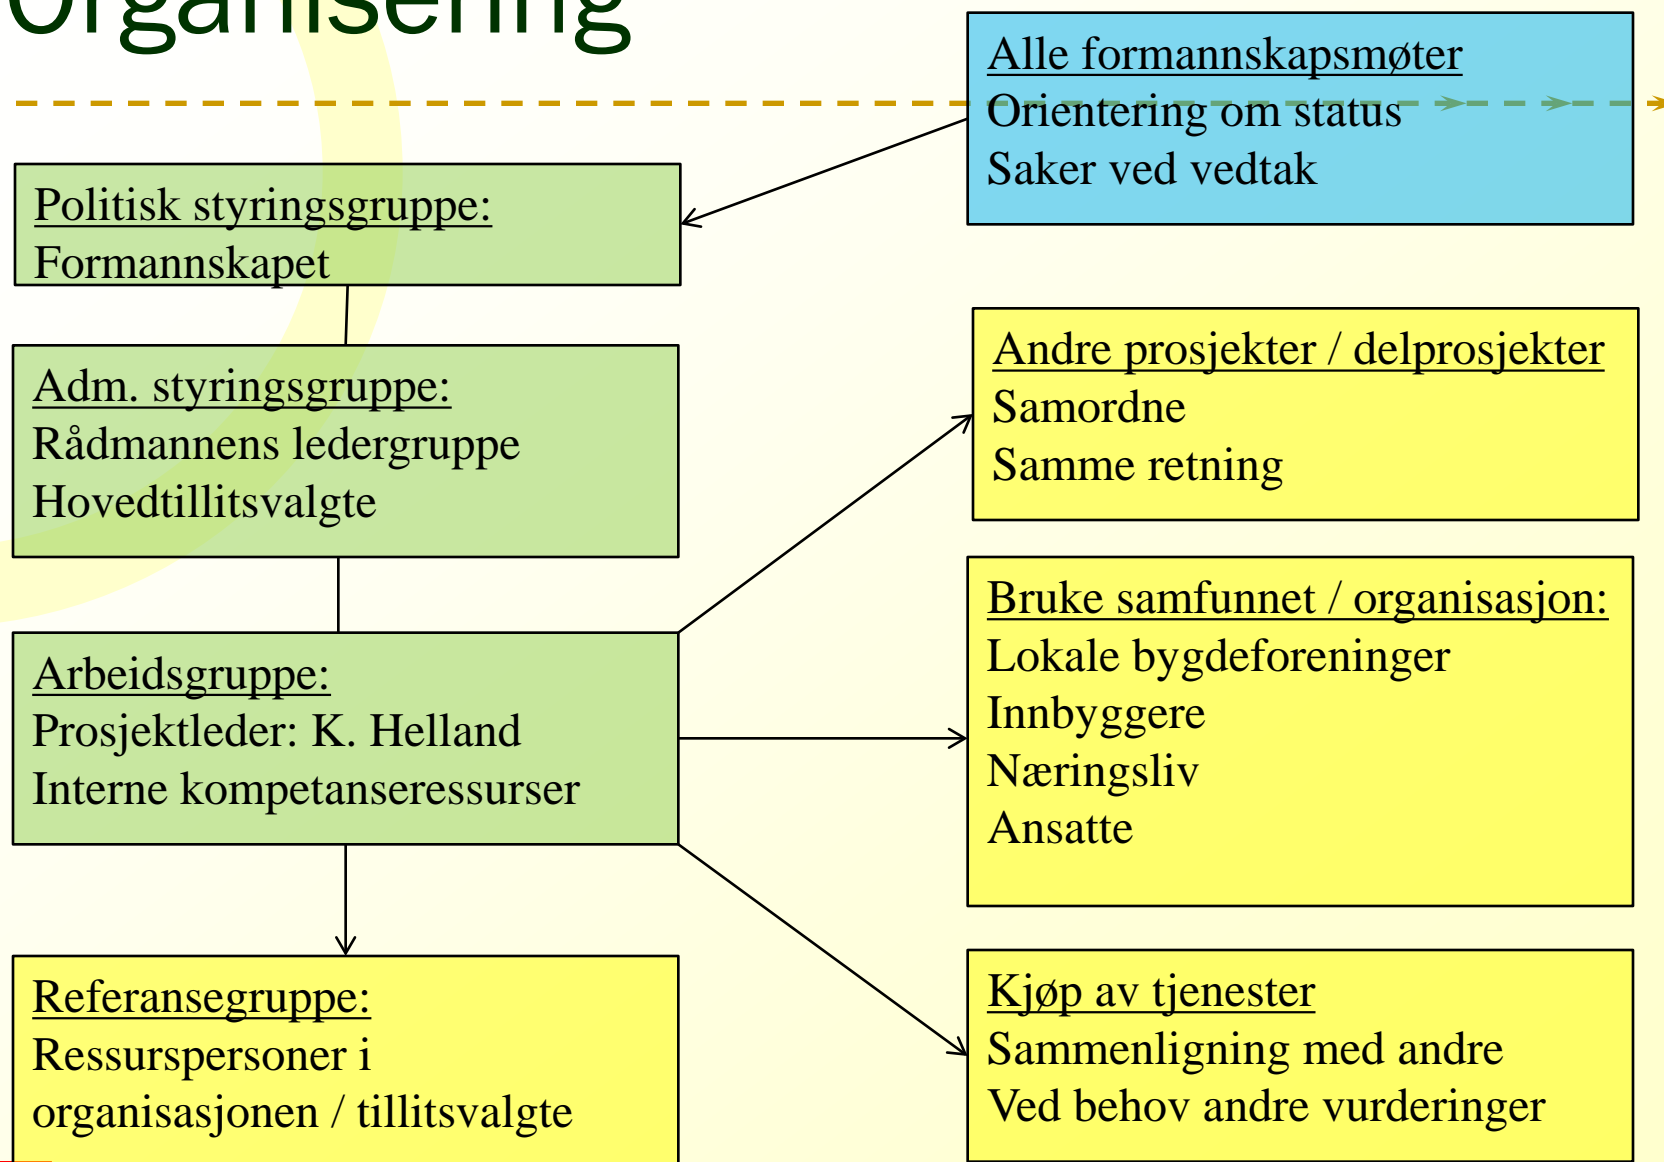 Organisering
Alle formannskapsmøter
Orientering om status
Saker ved vedtak
Politisk styringsgruppe:
Formannskapet
Adm. styringsgruppe:
Rådmannens ledergruppe
Hovedtillitsvalgte
Andre prosjekter / delprosjekter
Samordne
Samme retning
Arbeidsgruppe:
Prosjektleder: K. Helland
Interne kompetanseressurser
Bruke samfunnet / organisasjon:
Lokale bygdeforeninger
Innbyggere
Næringsliv
Ansatte
Referansegruppe:
Ressurspersoner i
organisasjonen / tillitsvalgte
Kjøp av tjenester
Sammenligning med andre
Ved behov andre vurderinger